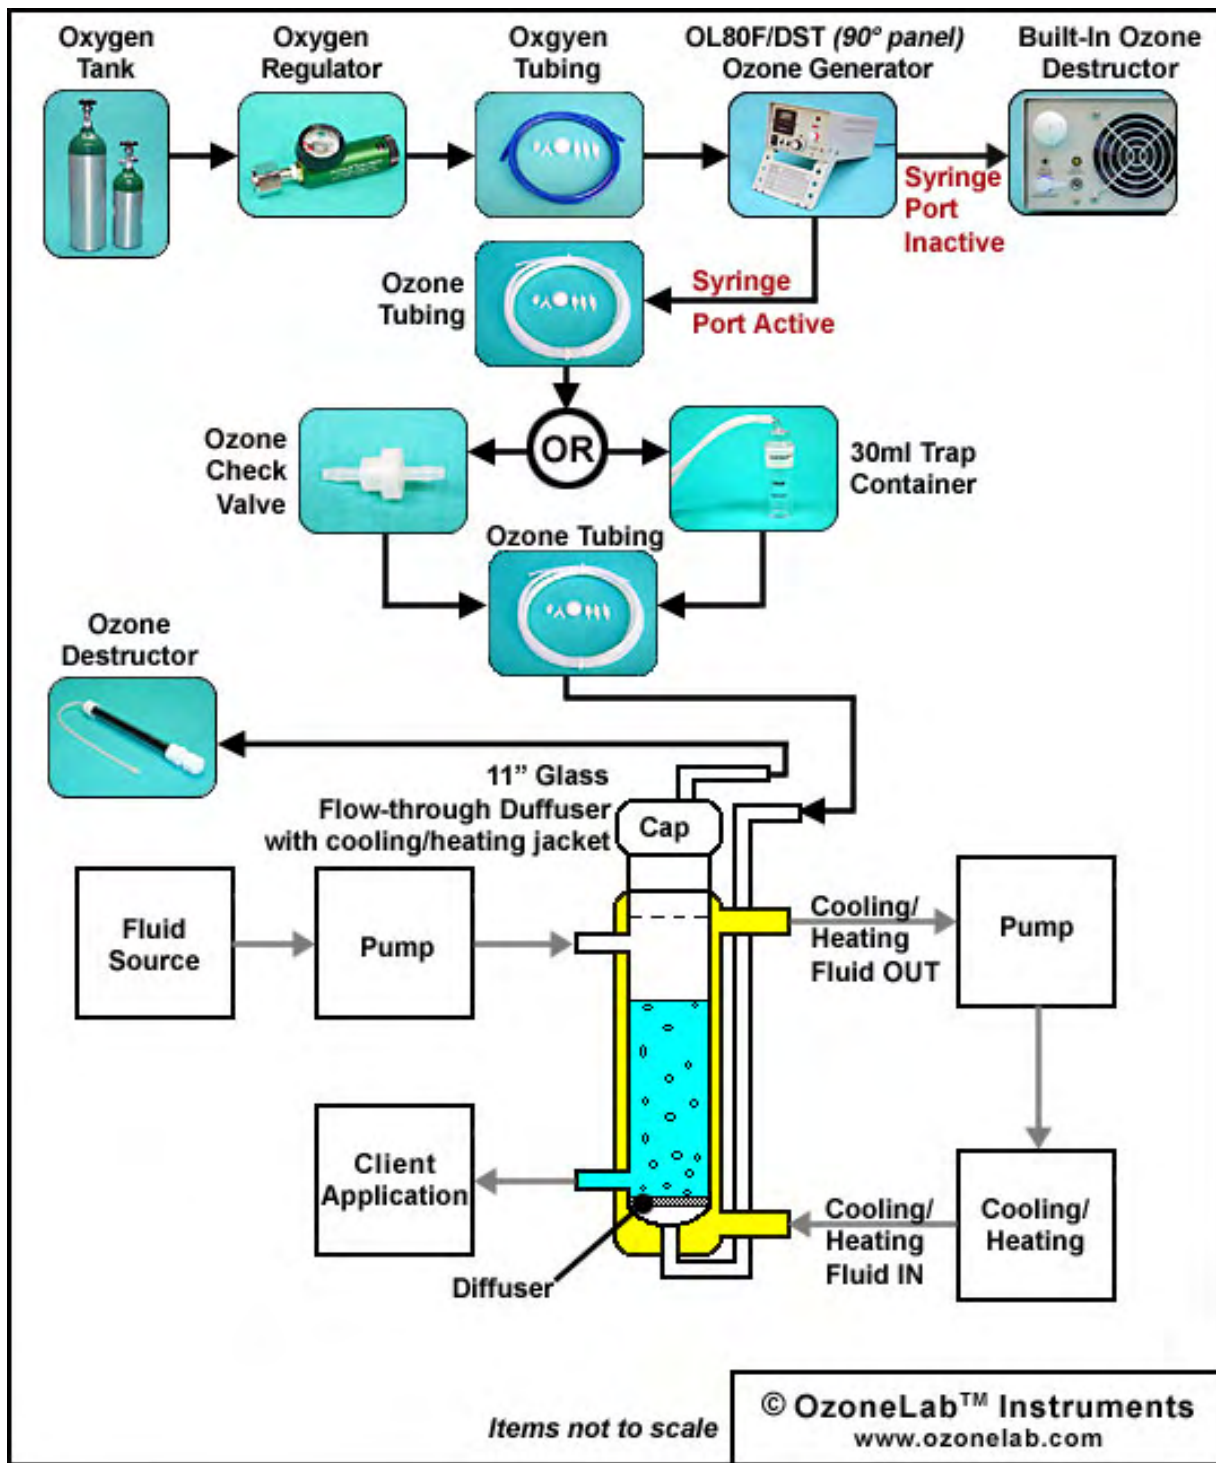 Oxygen
Tank
Oxygen
Regulator
Oxgyen
Tubing
OL80F/DST (90° panel)
Ozone Generator
Built-In Ozone
Destructor
Syringe
Port
Inactive
Ozone
Tubing
Syringe
Port Active
Ozone
Check
Valve
OR
30ml Trap
Container
Ozone Tubing
Ozone
Destructor
11” Glass
Flow-through Duffuser
with cooling/heating jacket
Cap
Fluid
Source
Pump
Cooling/
Heating
Fluid OUT
Pump
Client
Application
Cooling/
Heating
Fluid IN
Cooling/
Heating
Diffuser
Items not to scale
© OzoneLab™ Instruments
www.ozonelab.com